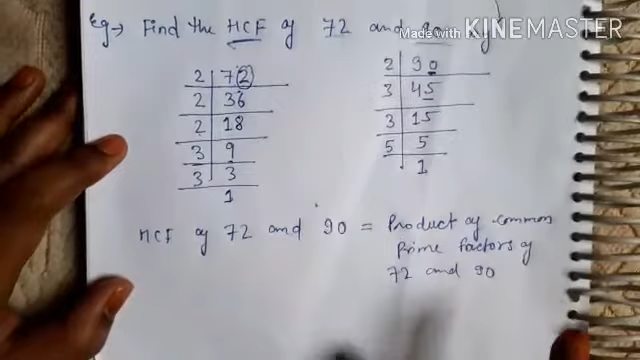 Eg→ Find the HCF of 72 and 90
Made with KINEMASTER
2 | 72
2 | 36
2 | 18
3 | 9
3 | 3
1
2 | 90
3 | 45
3 | 15
5 | 5
1
HCF of 72 and 90 = Product of common
Prime factors of
72 and 90